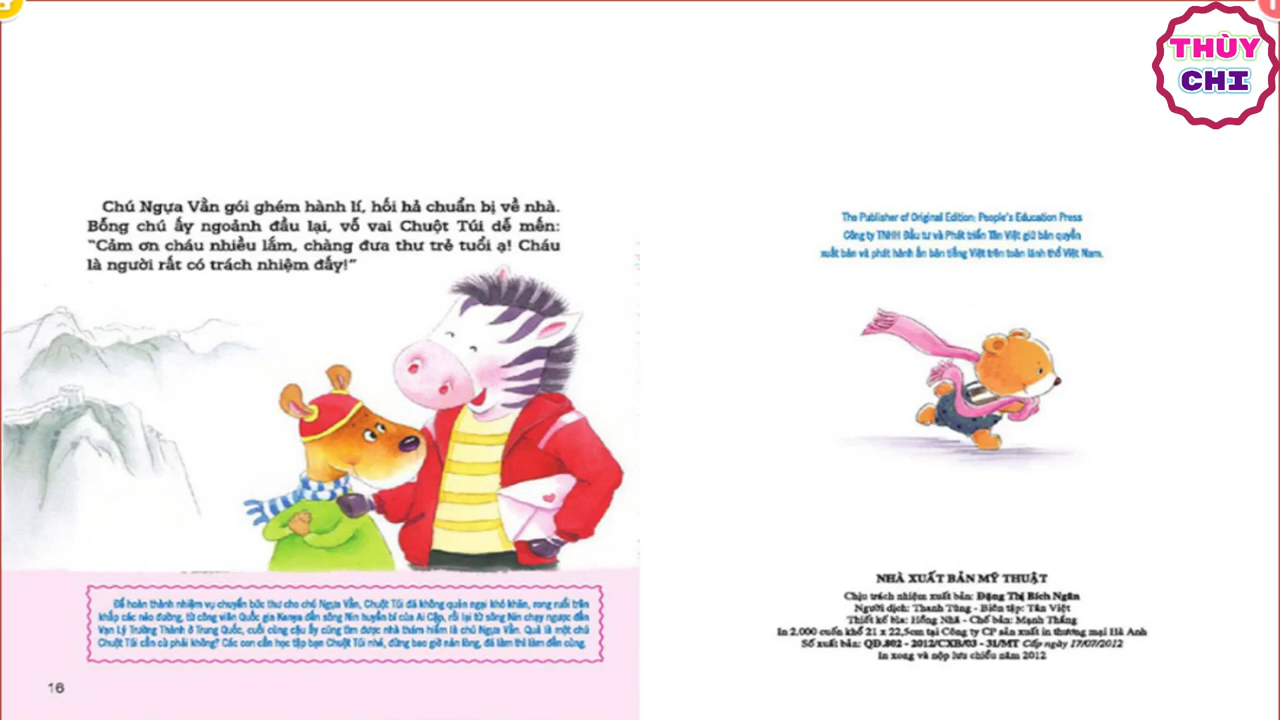 THÙY
CHI
Chú Ngựa Vằn gói ghém hành lí, hối hả chuẩn bị về nhà.
Bỗng chú ấy ngoảnh đầu lại, vỗ vai Chuột Túi dễ mến:
“Cảm ơn cháu nhiều lắm, chàng đưa thư trẻ tuổi ạ! Cháu
là người rất có trách nhiệm đấy!”
Để hoàn thành nhiệm vụ chuyển bức thư cho chú Ngựa Vằn, Chuột Túi đã không quản ngại khó khăn, rong ruổi trên
khắp các nẻo đường, từ công viên Quốc gia Kenya đến sông Nin huyền bí của Ai Cập, rồi lại từ sông Nin chạy ngược đến
Vạn Lý Trường Thành ở Trung Quốc, cuối cùng cậu ấy cũng tìm được nhà thám hiểm là chú Ngựa Vằn. Quả là một chú
Chuột Túi cần cù phải không? Các con cần học tập bạn Chuột Túi nhé, đừng bao giờ nản lòng, đã làm thì làm đến cùng.
16
The Publisher of Original Edition: People's Education Press
Công ty TNHH Đầu tư và Phát triển Tân Việt giữ bản quyền
xuất bản và phát hành ấn bản tiếng Việt trên toàn lãnh thổ Việt Nam.
NHÀ XUẤT BẢN MỸ THUẬT
Chịu trách nhiệm xuất bản: Đặng Thị Bích Ngân
Người dịch: Thanh Tùng - Biên tập: Tân Việt
Thiết kế bìa: Hồng Nhã - Chế bản: Mạnh Thắng
In 2.000 cuốn khổ 21 x 22,5cm tại Công ty CP sản xuất in thương mại Hà Anh
Số xuất bản: QĐ.802 - 2012/CXB/03 - 31/MT Cấp ngày 17/07/2012
In xong và nộp lưu chiểu năm 2012